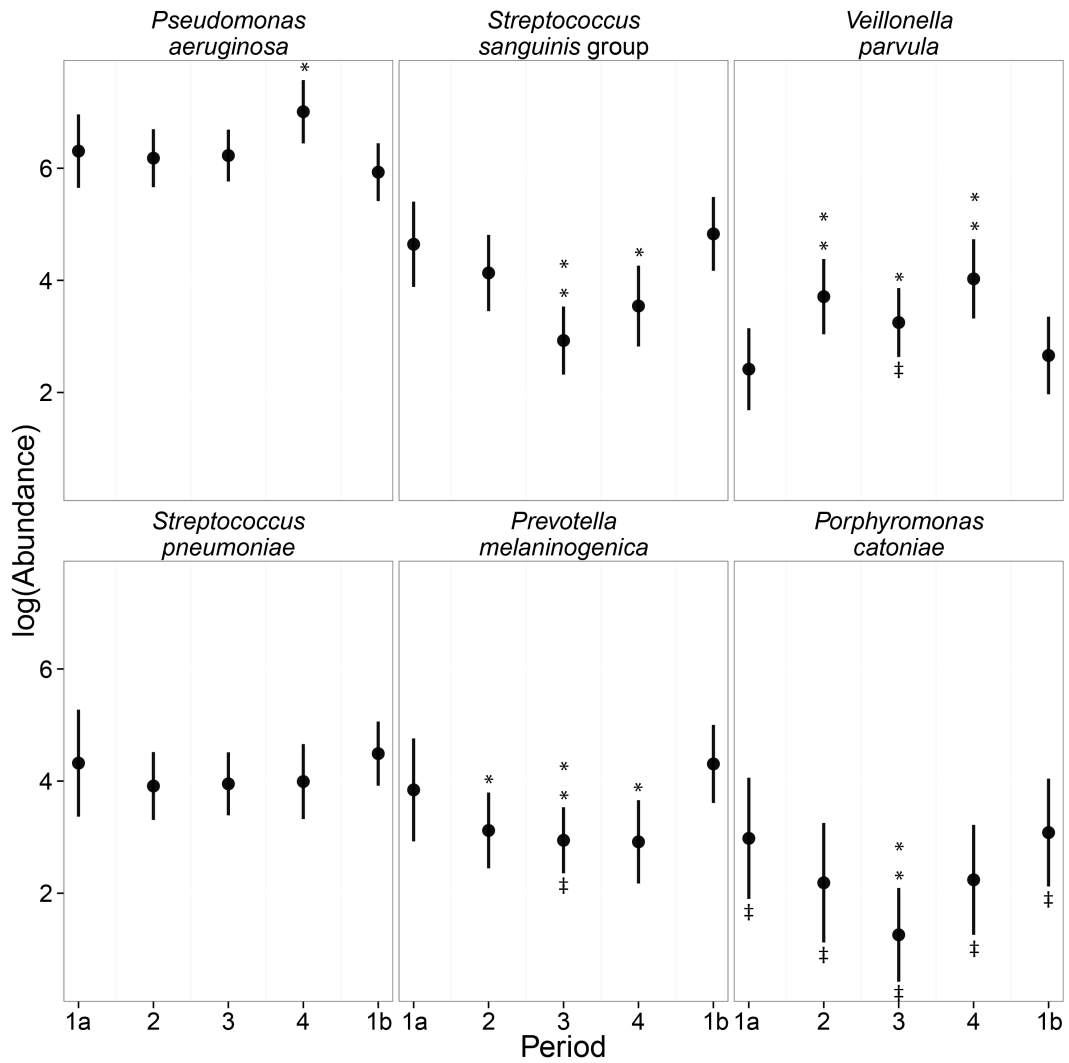 Pseudomonas
aeruginosa
Streptococcus
sanguinis group
Veillonella
parvula
*
* *
*
* *
*
* *
‡
6
4
2
log(Abundance)
Streptococcus
pneumoniae
Prevotella
melaninogenica
Porphyromonas
catoniae
*
* *
*
* *
‡
‡
‡
‡
‡
‡
6
4
2
1a 2 3 4 1b
1a 2 3 4 1b
1a 2 3 4 1b
Period